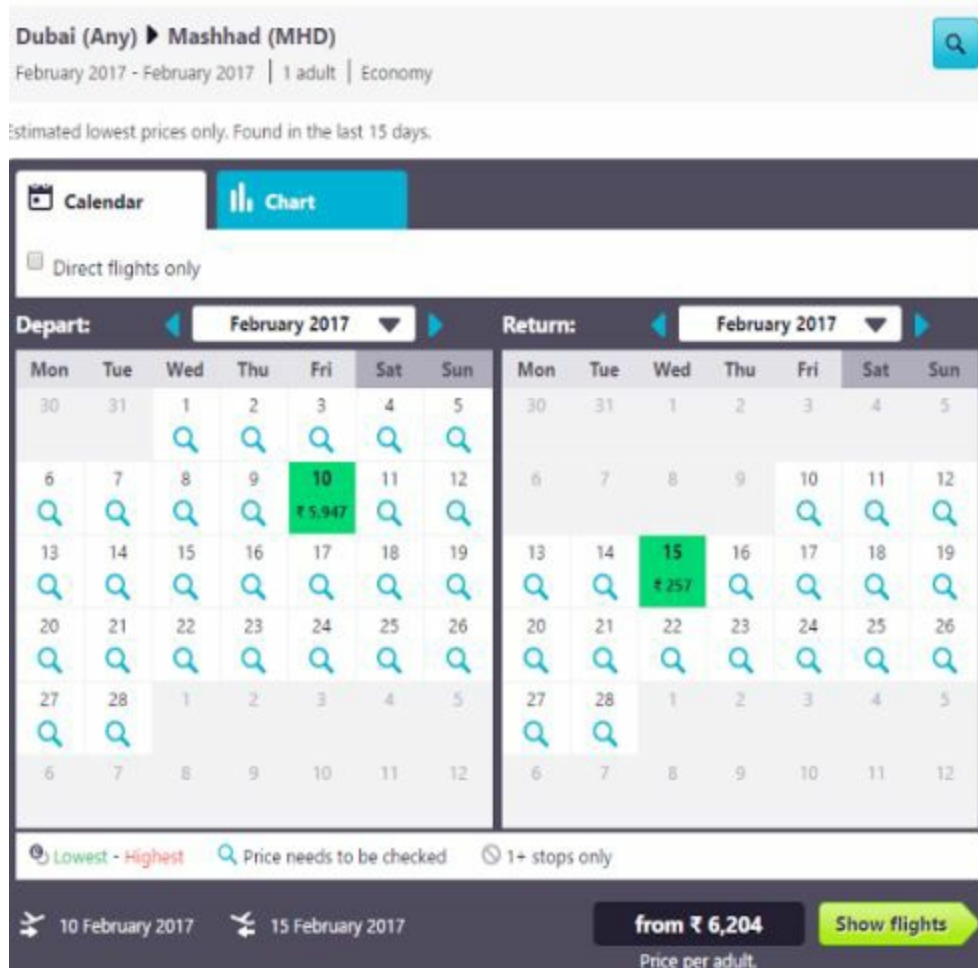 Dubai (Any) Mashhad (MHD)
February 2017 - February 2017 | 1 adult | Economy
Estimated lowest prices only. Found in the last 15 days.
Calendar Chart
Direct flights only
Depart: February 2017 Return: February 2017
Mon Tue Wed Thu Fri Sat Sun Mon Tue Wed Thu Fri Sat Sun
30 31 1 2 3 4 5 30 31 1 2 3 4 5
6 7 8 9 10 11 12 6 7 8 9 10 11 12
₹ 5,947
13 14 15 16 17 18 19 13 14 15 16 17 18 19
₹ 257
20 21 22 23 24 25 26 20 21 22 23 24 25 26
27 28 1 2 3 4 5 27 28 1 2 3 4 5
6 7 8 9 10 11 12 6 7 8 9 10 11 12
Lowest - Highest Price needs to be checked 1+ stops only
10 February 2017 15 February 2017 from ₹ 6,204 Show flights
Price per adult.